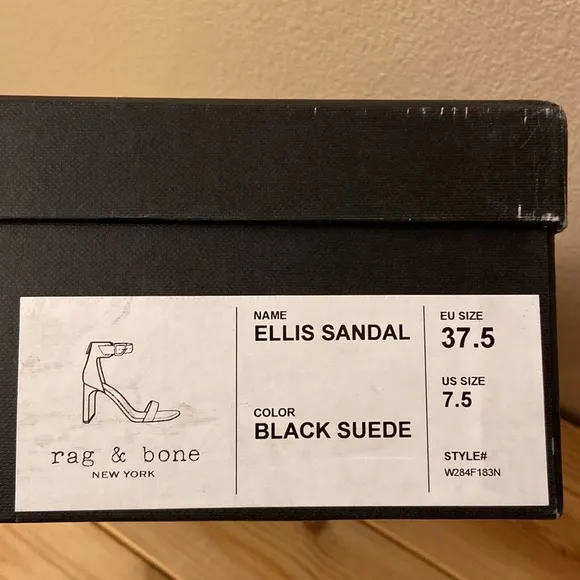 rag & bone
NEW YORK
NAME
ELLIS SANDAL
COLOR
BLACK SUEDE
EU SIZE
37.5
US SIZE
7.5
STYLE#
W284F183N